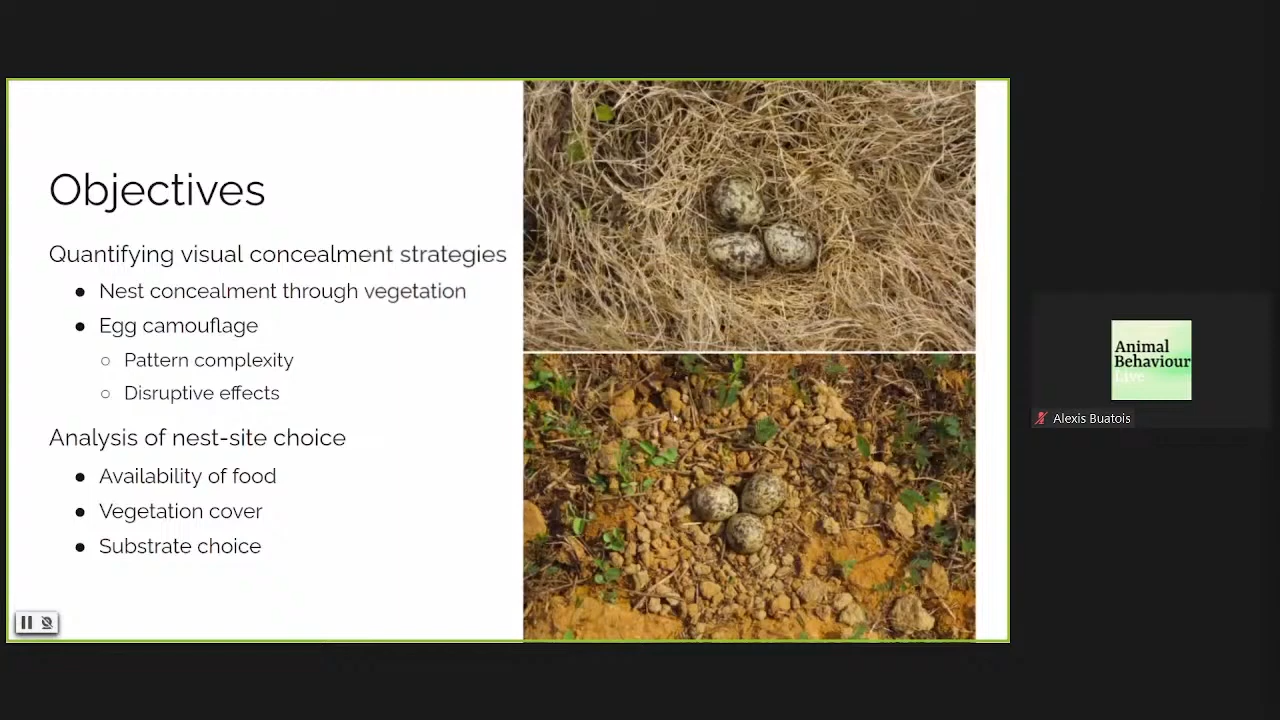 Objectives
Quantifying visual concealment strategies
● Nest concealment through vegetation
● Egg camouflage
○ Pattern complexity
○ Disruptive effects
Analysis of nest-site choice
● Availability of food
● Vegetation cover
● Substrate choice
Animal
Behaviour
Live
Alexis Buatois